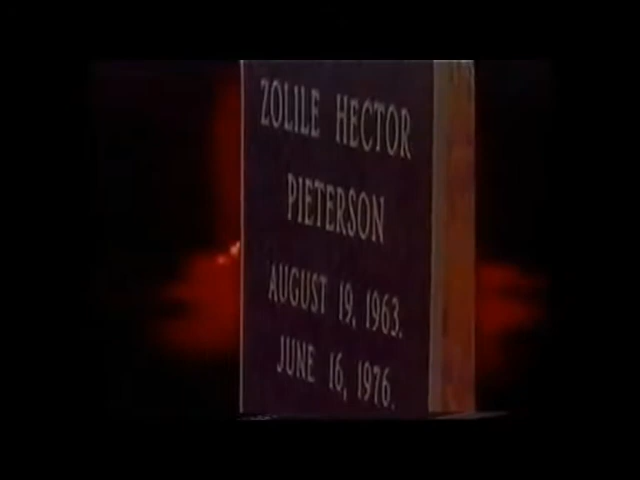 ZOLILE HECTOR
PIETERSON
AUGUST 19, 1963.
JUNE 16, 1976.